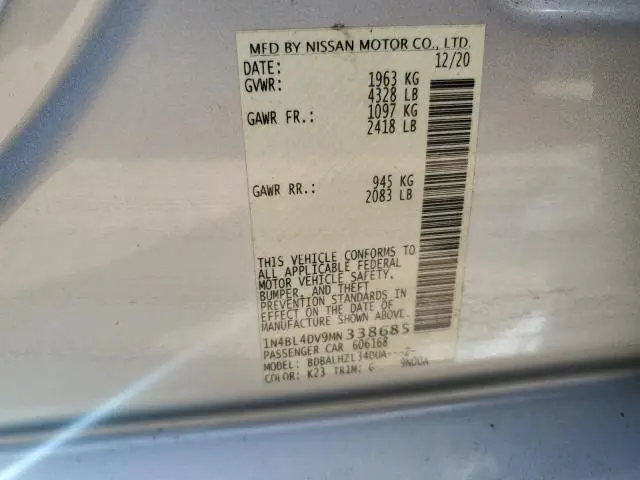 MFD BY NISSAN MOTOR CO., LTD.
DATE: 12/20
GVWR: 1963 KG
4328 LB
GAWR FR.: 1097 KG
2418 LB
GAWR RR.: 945 KG
2083 LB
THIS VEHICLE CONFORMS TO
ALL APPLICABLE FEDERAL
MOTOR VEHICLE SAFETY,
BUMPER, AND THEFT
PREVENTION STANDARDS IN
EFFECT ON THE DATE OF
MANUFACTURE SHOWN ABOVE.
1N4BL4DV9MN338685
PASSENGER CAR 606168
MODEL: BDBALHZL34DUA---2-
COLOR: K23 TRIM: G